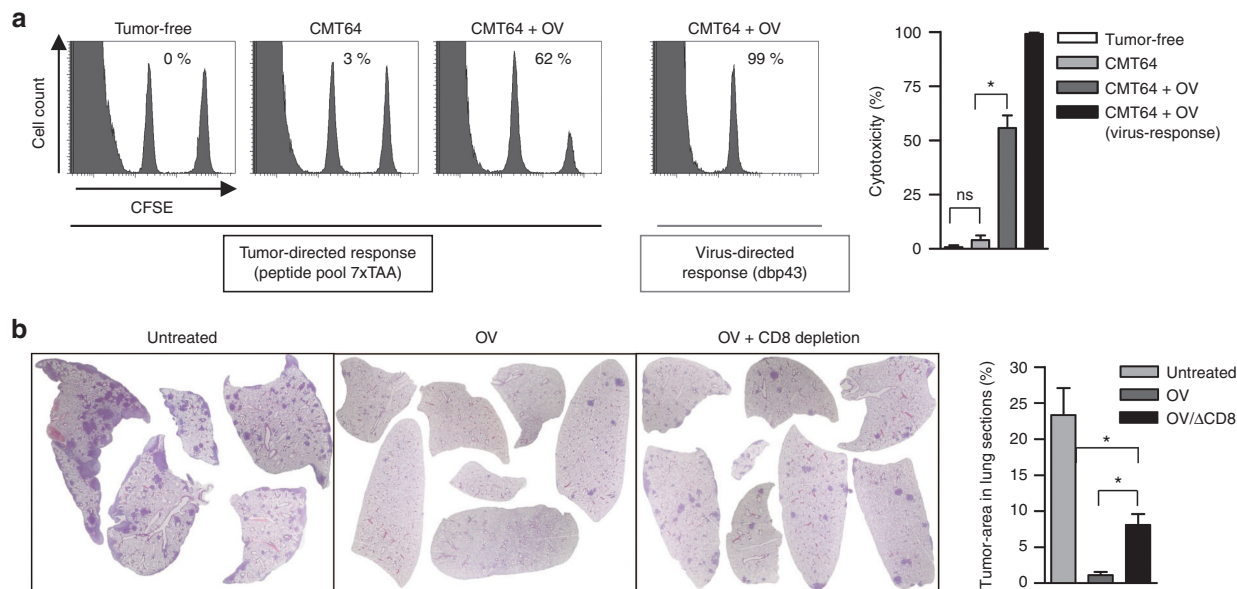 a
Tumor-free
CMT64
CMT64 + OV
CMT64 + OV
0 %
3 %
62 %
99 %
Cell count
CFSE
Tumor-directed response
(peptide pool 7xTAA)
Virus-directed
response (dbp43)
Cytotoxicity (%)
100
75
50
25
0
ns
*
Tumor-free
CMT64
CMT64 + OV
CMT64 + OV
(virus-response)
b
Untreated
OV
OV + CD8 depletion
Tumor-area in lung sections (%)
30
25
20
15
10
5
0
*
*
Untreated
OV
OV/ΔCD8